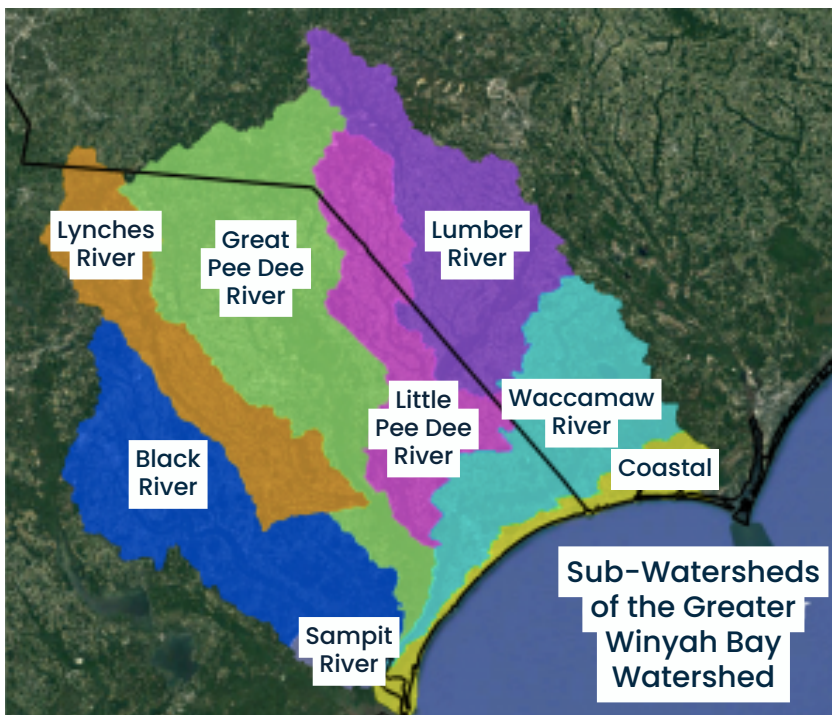 Lynches
River
Great
Pee Dee
River
Lumber
River
Little
Pee Dee
River
Waccamaw
River
Black
River
Coastal
Sampit
River
Sub-Watersheds
of the Greater
Winyah Bay
Watershed